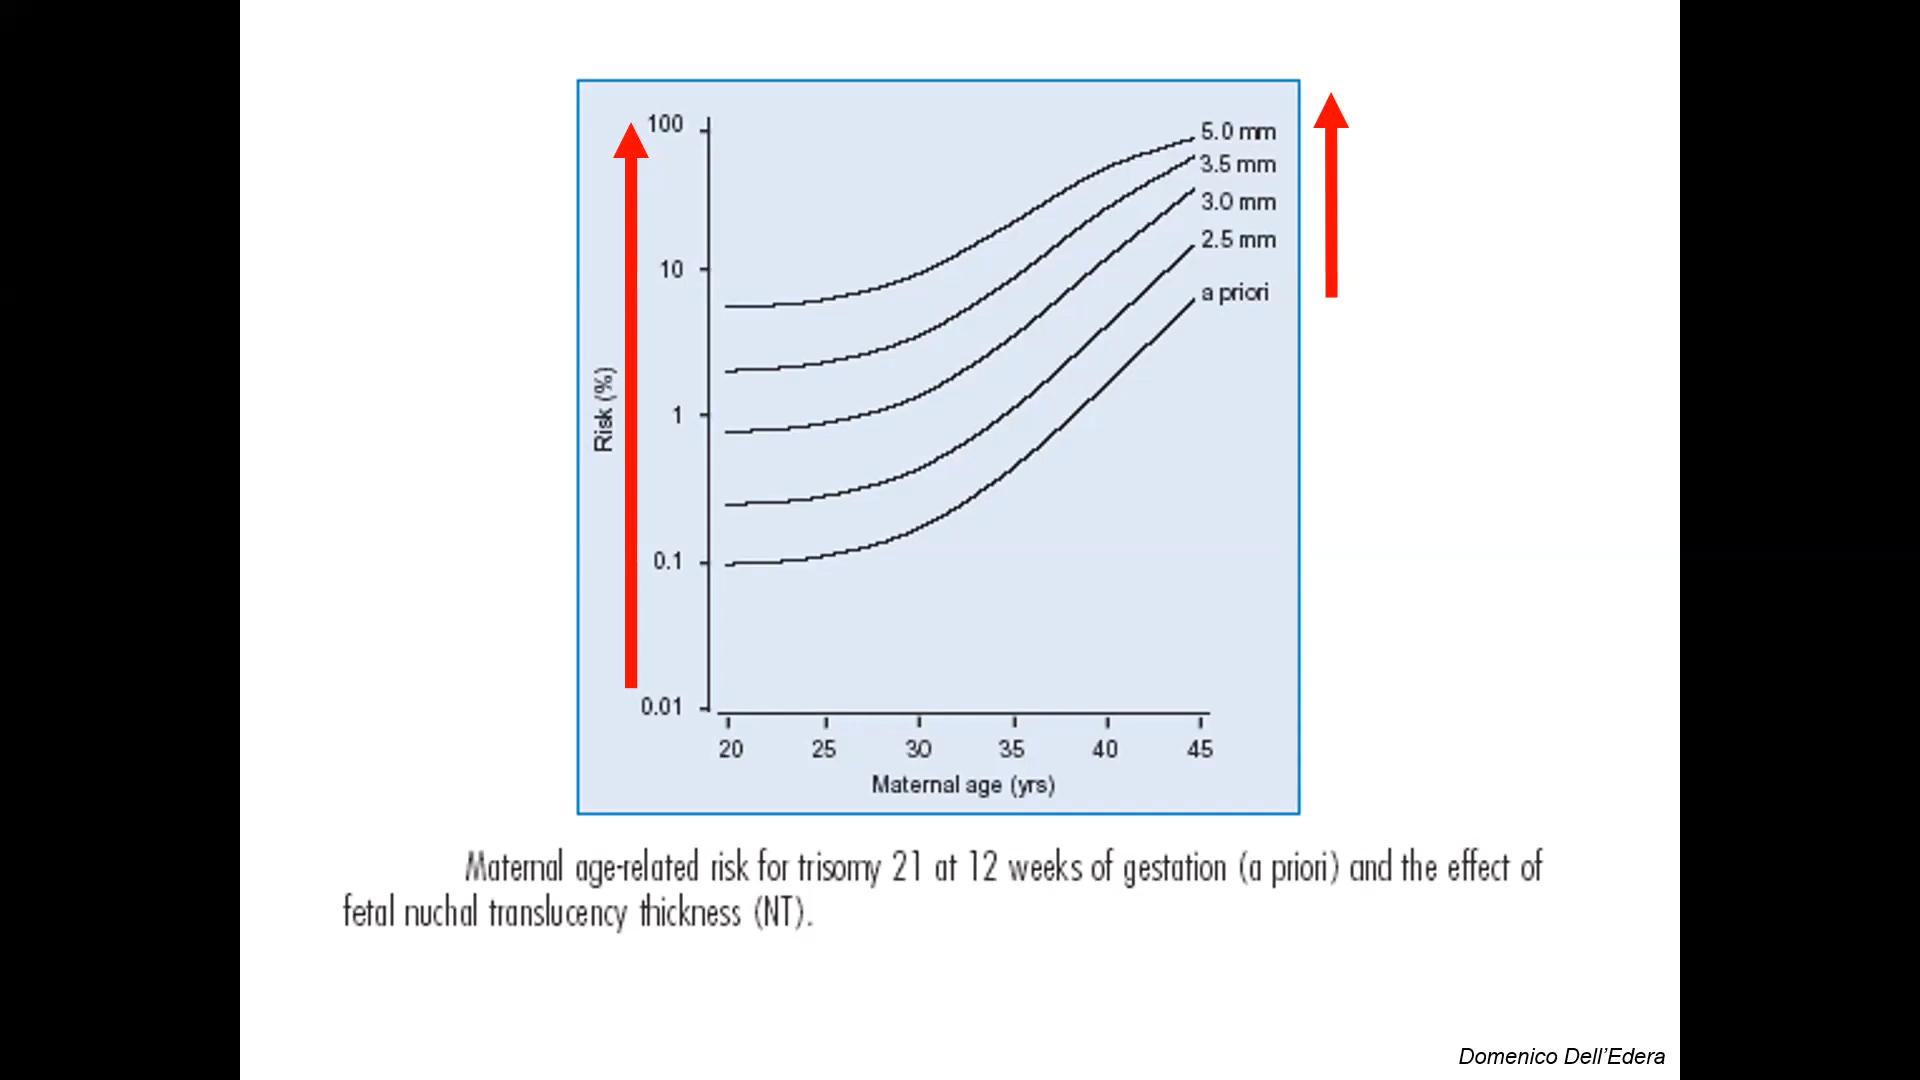 100
10
1
0.1
0.01
Risk (%)
5.0 mm
3.5 mm
3.0 mm
2.5 mm
a priori
20 25 30 35 40 45
Maternal age (yrs)
Maternal age-related risk for trisomy 21 at 12 weeks of gestation (a priori) and the effect of
fetal nuchal translucency thickness (NT).
Domenico Dell'Edera